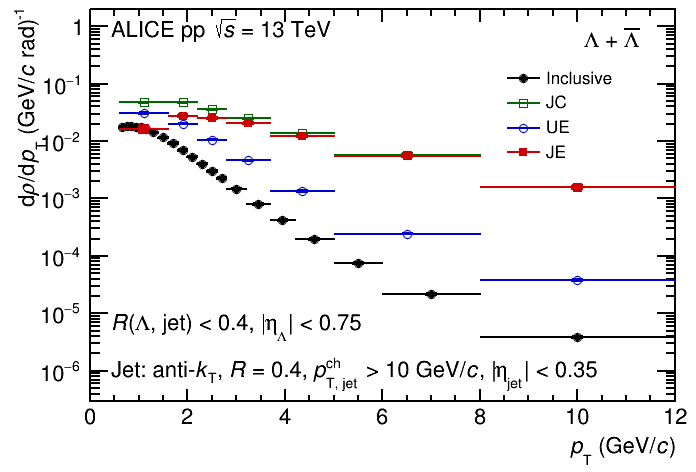 ALICE pp √s = 13 TeV
Λ + Λ̅
Inclusive
JC
UE
JE
dρ/dp_T (GeV/c rad)⁻¹
1
10⁻¹
10⁻²
10⁻³
10⁻⁴
10⁻⁵
10⁻⁶
R(Λ, jet) < 0.4, |η_Λ| < 0.75
Jet: anti-k_T, R = 0.4, p_T, jet^ch > 10 GeV/c, |η_jet| < 0.35
0 2 4 6 8 10 12
p_T (GeV/c)